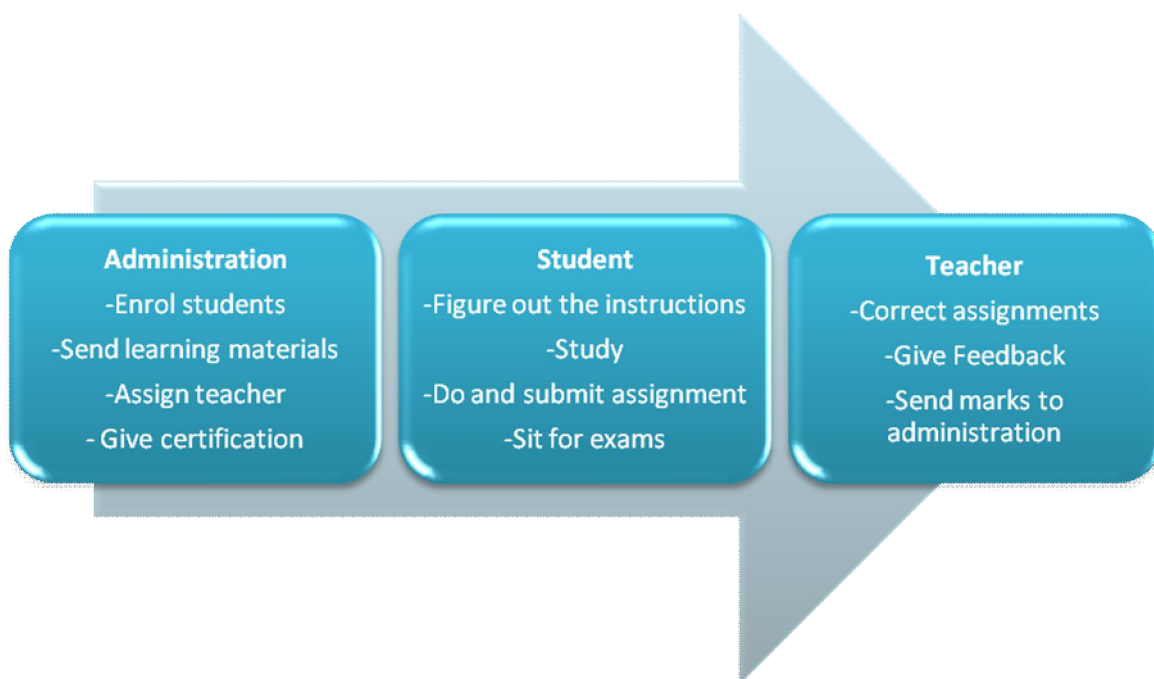 Administration
-Enrol students
-Send learning materials
-Assign teacher
- Give certification
Student
-Figure out the instructions
-Study
-Do and submit assignment
-Sit for exams
Teacher
-Correct assignments
-Give Feedback
-Send marks to
administration